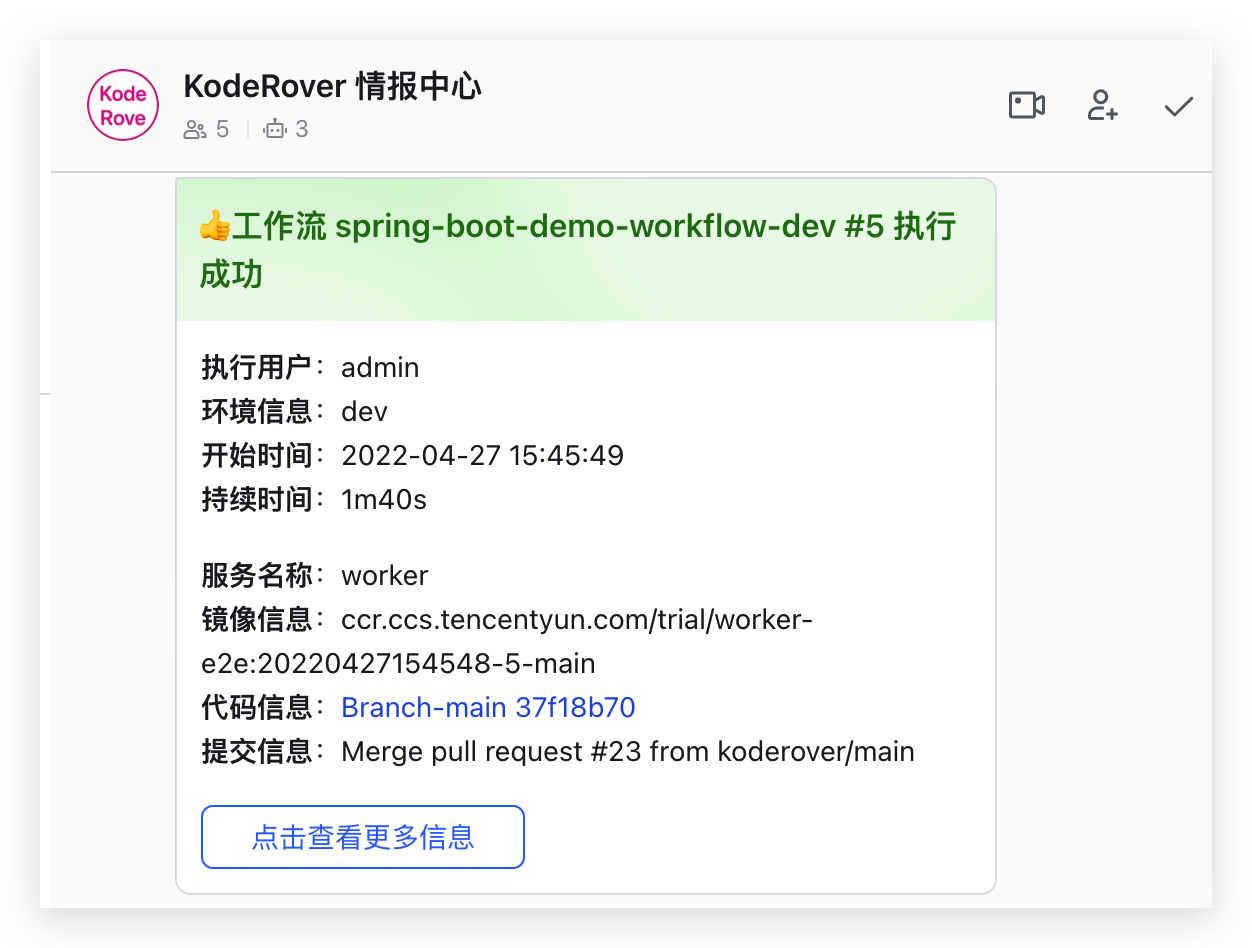 Kode
Rove
KodeRover 情报中心
5
3
👍工作流 spring-boot-demo-workflow-dev #5 执行
成功
执行用户：admin
环境信息：dev
开始时间：2022-04-27 15:45:49
持续时间：1m40s
服务名称：worker
镜像信息：ccr.ccs.tencentyun.com/trial/worker-
e2e:20220427154548-5-main
代码信息：Branch-main 37f18b70
提交信息：Merge pull request #23 from koderover/main
点击查看更多信息